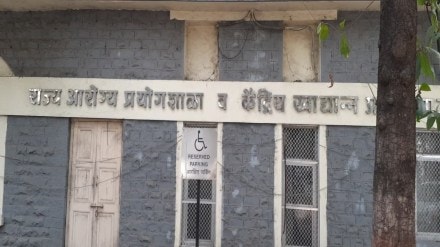 राज्य आरोग्य प्रयोगशाळा व केंद्रिय खाद्यान्न
RESERVED
PARKING